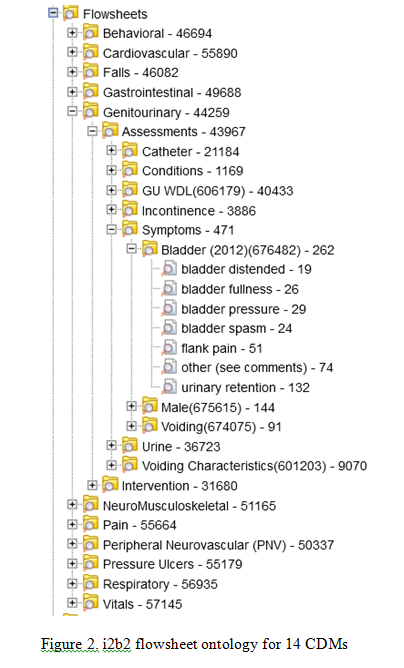 Flowsheets
Behavioral - 46694
Cardiovascular - 55890
Falls - 46082
Gastrointestinal - 49688
Genitourinary - 44259
Assessments - 43967
Catheter - 21184
Conditions - 1169
GU WDL(606179) - 40433
Incontinence - 3886
Symptoms - 471
Bladder (2012)(676482) - 262
bladder distended - 19
bladder fullness - 26
bladder pressure - 29
bladder spasm - 24
flank pain - 51
other (see comments) - 74
urinary retention - 132
Male(675615) - 144
Voiding(674075) - 91
Urine - 36723
Voiding Characteristics(601203) - 9070
Intervention - 31680
NeuroMusculoskeletal - 51165
Pain - 55664
Peripheral Neurovascular (PNV) - 50337
Pressure Ulcers - 55179
Respiratory - 56935
Vitals - 57145
Figure 2. i2b2 flowsheet ontology for 14 CDMs